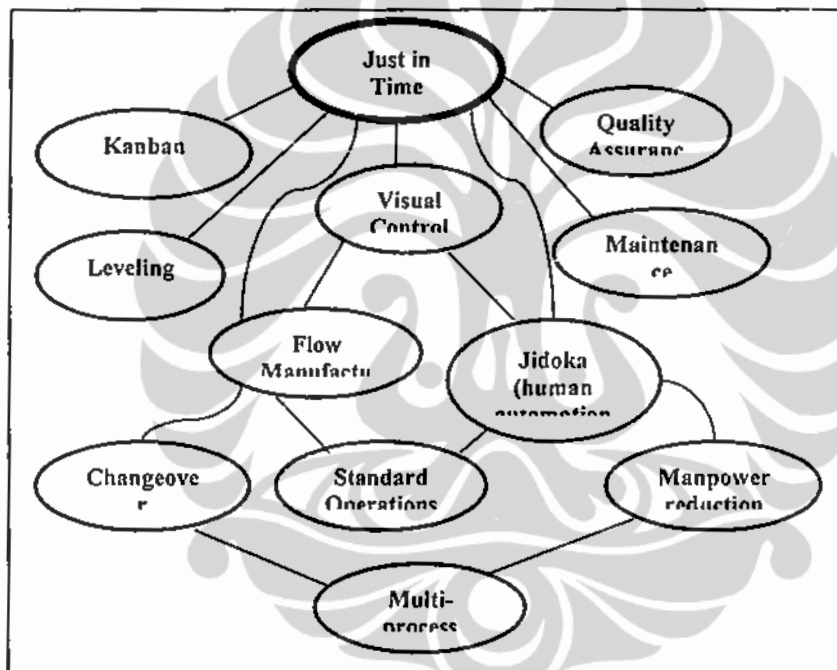 Just in
Time
Kanban
Quality
Assuranc
Visual
Control
Leveling
Maintenan
ce
Flow
Manufactu
Jidoka
(human
automation
Changeove
r
Standard
Operations
Manpower
reduction
Multi-
process